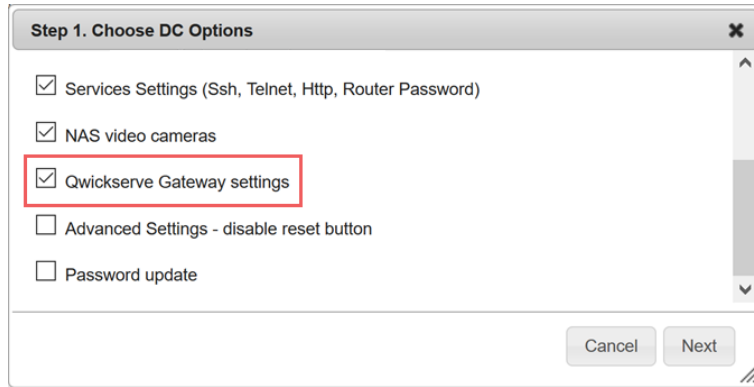 Step 1. Choose DC Options
Services Settings (Ssh, Telnet, Http, Router Password)
NAS video cameras
Qwickserve Gateway settings
Advanced Settings - disable reset button
Password update
Cancel Next